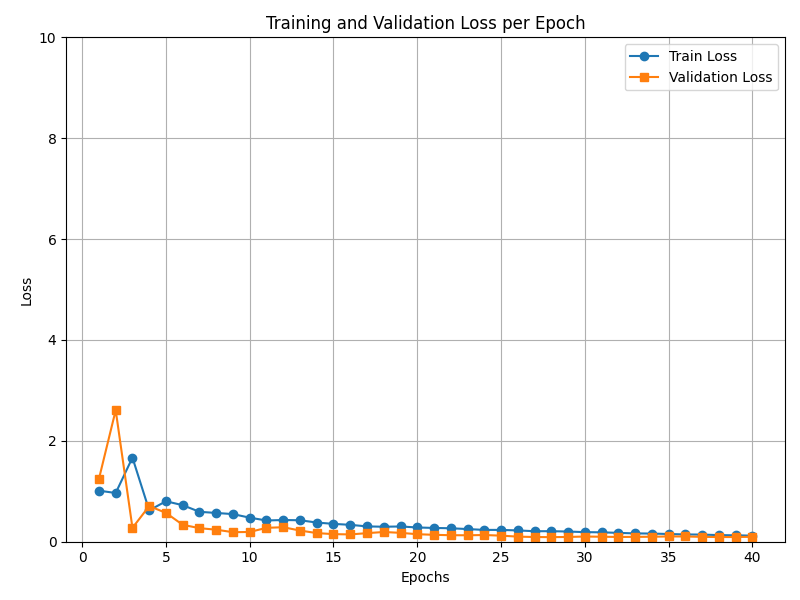 Training and Validation Loss per Epoch
Train Loss
Validation Loss
10
8
6
4
2
0
Loss
0 5 10 15 20 25 30 35 40
Epochs